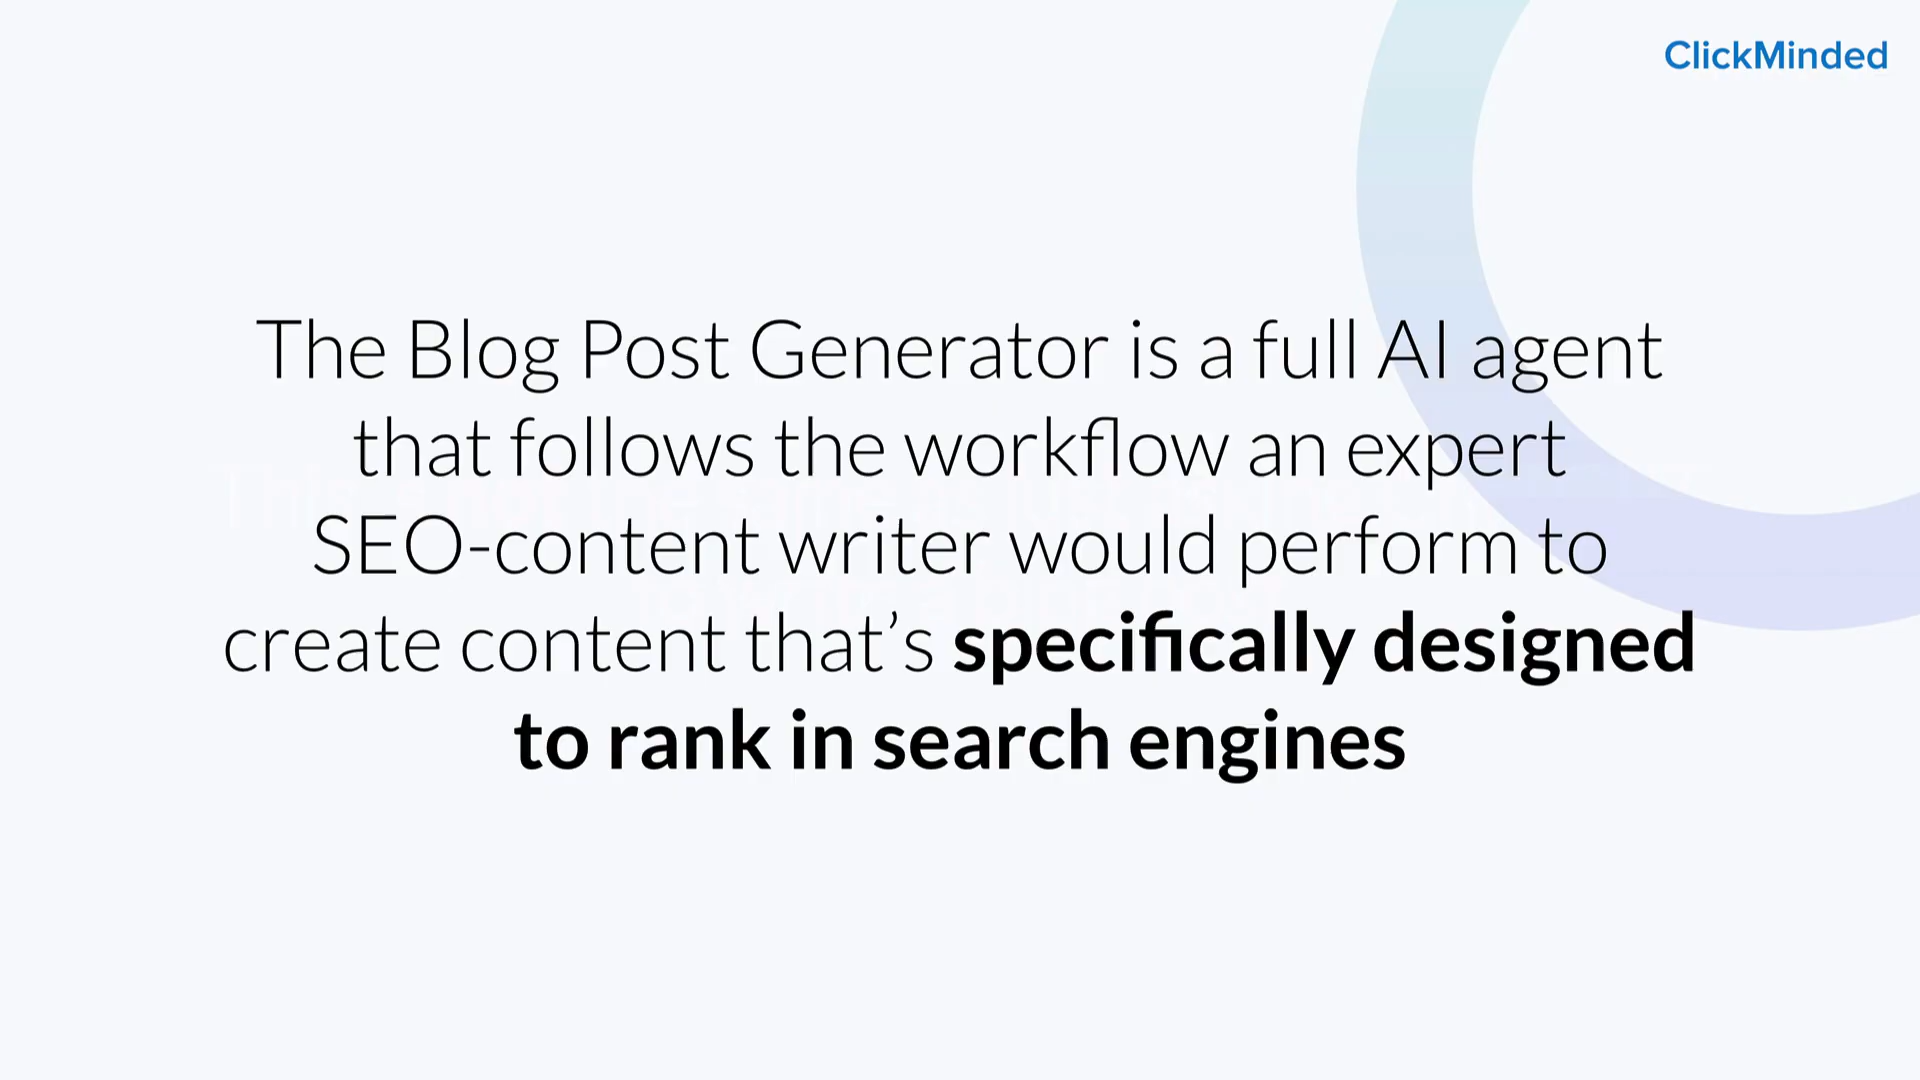 ClickMinded
The Blog Post Generator is a full AI agent
that follows the workflow an expert
SEO-content writer would perform to
create content that’s specifically designed
to rank in search engines